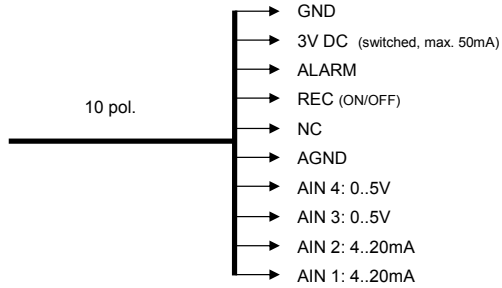 GND
3V DC (switched, max. 50mA)
ALARM
REC (ON/OFF)
10 pol.
NC
AGND
AIN 4: 0..5V
AIN 3: 0..5V
AIN 2: 4..20mA
AIN 1: 4..20mA